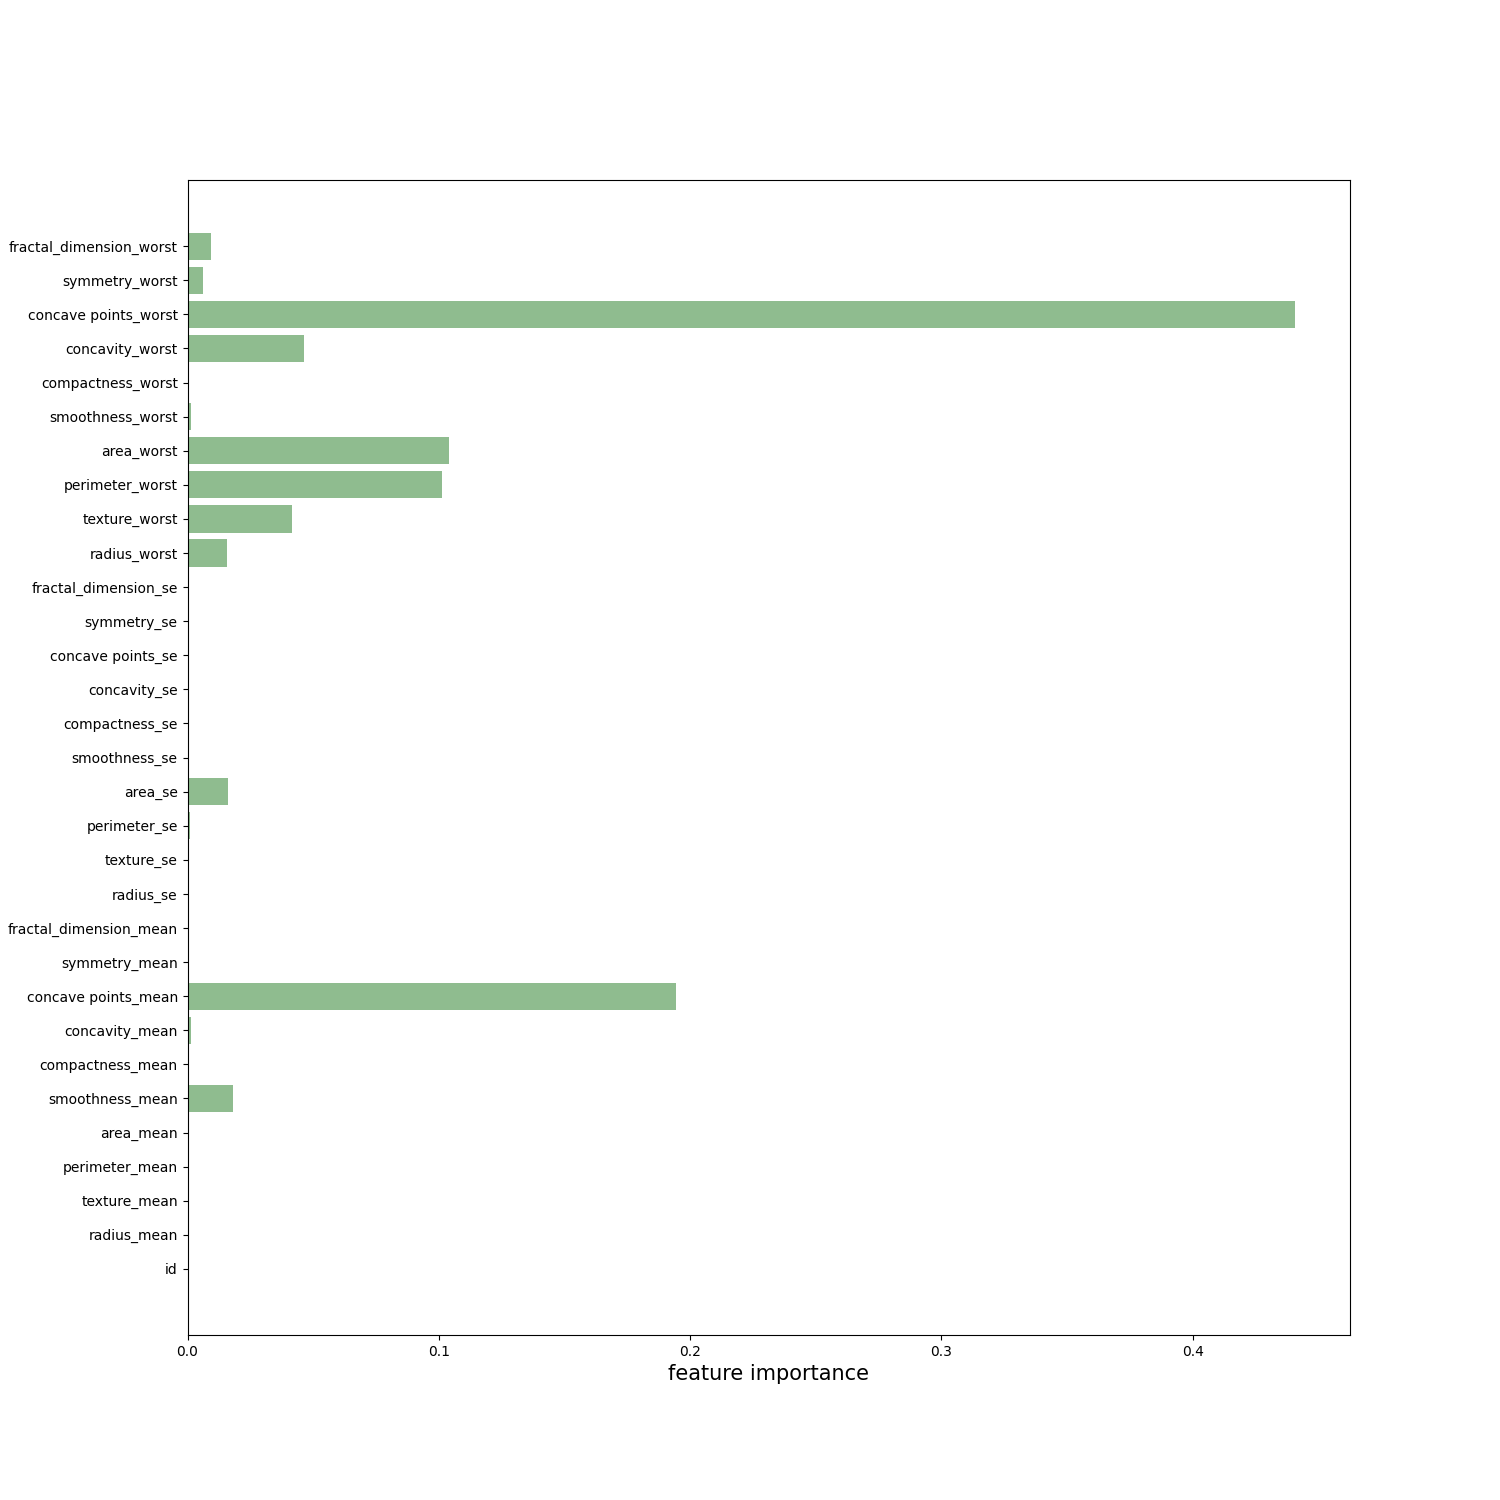 fractal_dimension_worst
symmetry_worst
concave points_worst
concavity_worst
compactness_worst
smoothness_worst
area_worst
perimeter_worst
texture_worst
radius_worst
fractal_dimension_se
symmetry_se
concave points_se
concavity_se
compactness_se
smoothness_se
area_se
perimeter_se
texture_se
radius_se
fractal_dimension_mean
symmetry_mean
concave points_mean
concavity_mean
compactness_mean
smoothness_mean
area_mean
perimeter_mean
texture_mean
radius_mean
id
0.0 0.1 0.2 0.3 0.4
feature importance